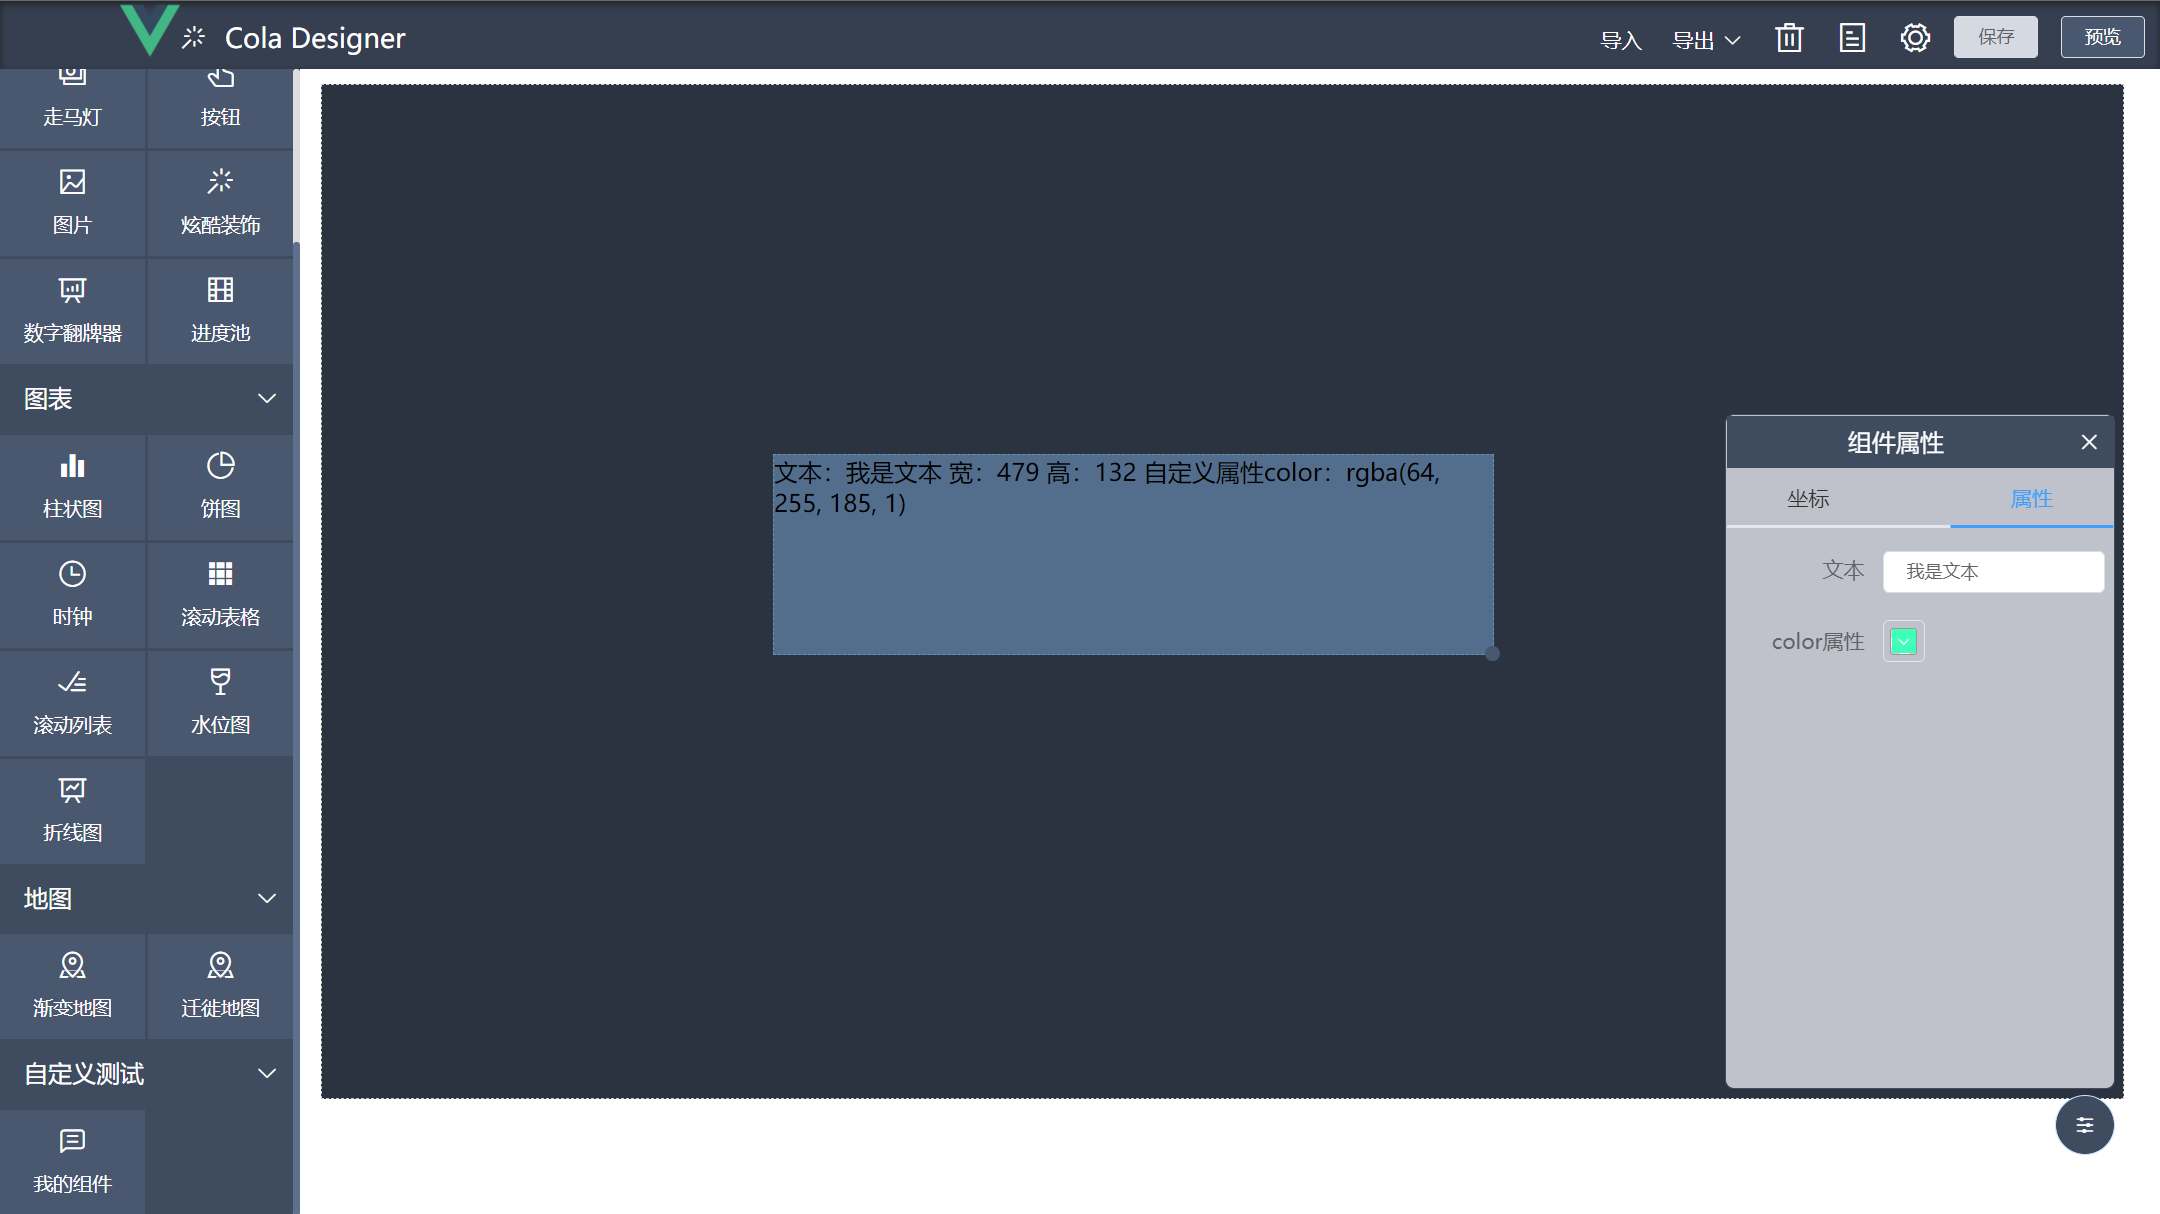 Cola Designer
导入
导出
保存
预览
走马灯
按钮
图片
炫酷装饰
数字翻牌器
进度池
图表
柱状图
饼图
时钟
滚动表格
滚动列表
水位图
折线图
地图
渐变地图
迁徙地图
自定义测试
我的组件
文本：我是文本 宽：479 高：132 自定义属性color：rgba(64,
255, 185, 1)
组件属性
坐标
属性
文本
我是文本
color属性